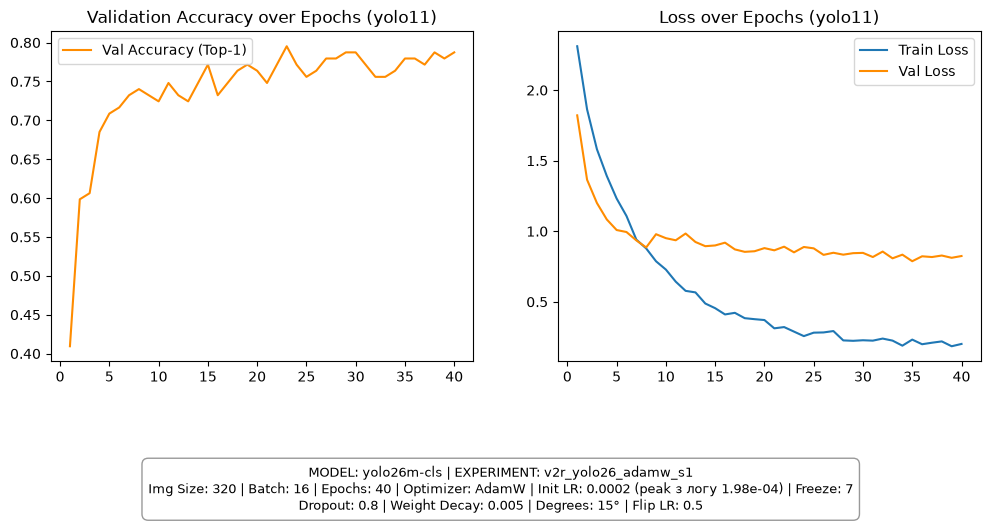 Validation Accuracy over Epochs (yolo11)
Val Accuracy (Top-1)
0.80
0.75
0.70
0.65
0.60
0.55
0.50
0.45
0.40
0 5 10 15 20 25 30 35 40
Loss over Epochs (yolo11)
Train Loss
Val Loss
2.0
1.5
1.0
0.5
0 5 10 15 20 25 30 35 40
MODEL: yolo26m-cls | EXPERIMENT: v2r_yolo26_adamw_s1
Img Size: 320 | Batch: 16 | Epochs: 40 | Optimizer: AdamW | Init LR: 0.0002 (peak з логу 1.98e-04) | Freeze: 7
Dropout: 0.8 | Weight Decay: 0.005 | Degrees: 15° | Flip LR: 0.5